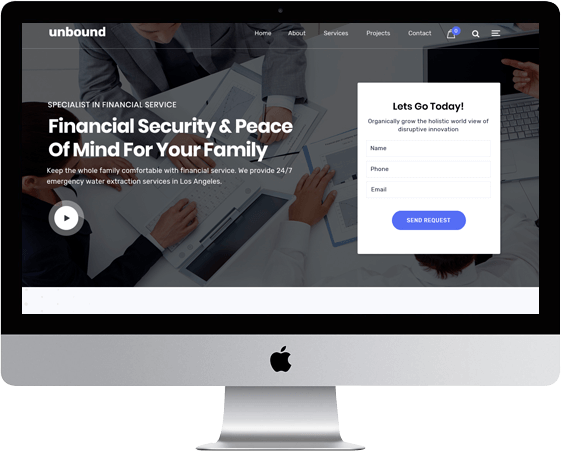 unbound
Home About Services Projects Contact 0
SPECIALIST IN FINANCIAL SERVICE
Financial Security & Peace
Of Mind For Your Family
Keep the whole family comfortable with financial service. We provide 24/7
emergency water extraction services in Los Angeles.
Lets Go Today!
Organically grow the holistic world view of
disruptive innovation
Name
Phone
Email
SEND REQUEST